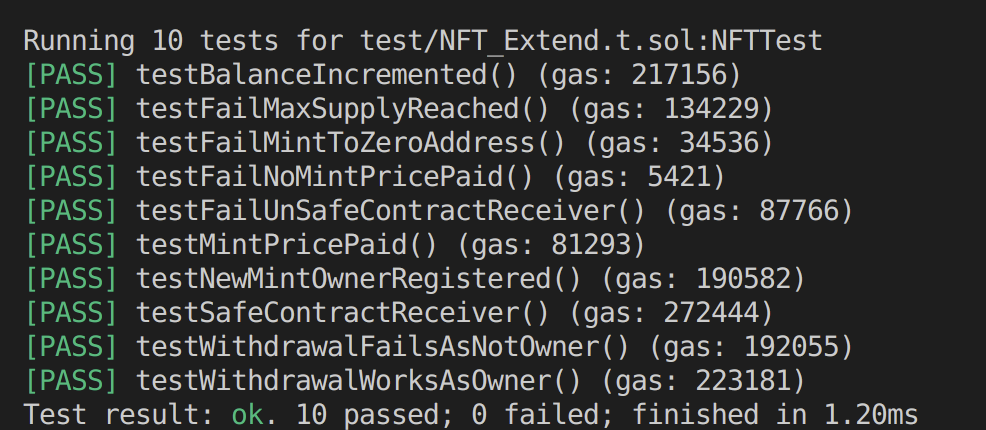 Running 10 tests for test/NFT_Extend.t.sol:NFTTest
[PASS] testBalanceIncremented() (gas: 217156)
[PASS] testFailMaxSupplyReached() (gas: 134229)
[PASS] testFailMintToZeroAddress() (gas: 34536)
[PASS] testFailNoMintPricePaid() (gas: 5421)
[PASS] testFailUnSafeContractReceiver() (gas: 87766)
[PASS] testMintPricePaid() (gas: 81293)
[PASS] testNewMintOwnerRegistered() (gas: 190582)
[PASS] testSafeContractReceiver() (gas: 272444)
[PASS] testWithdrawalFailsAsNotOwner() (gas: 192055)
[PASS] testWithdrawalWorksAsOwner() (gas: 223181)
Test result: ok. 10 passed; 0 failed; finished in 1.20ms